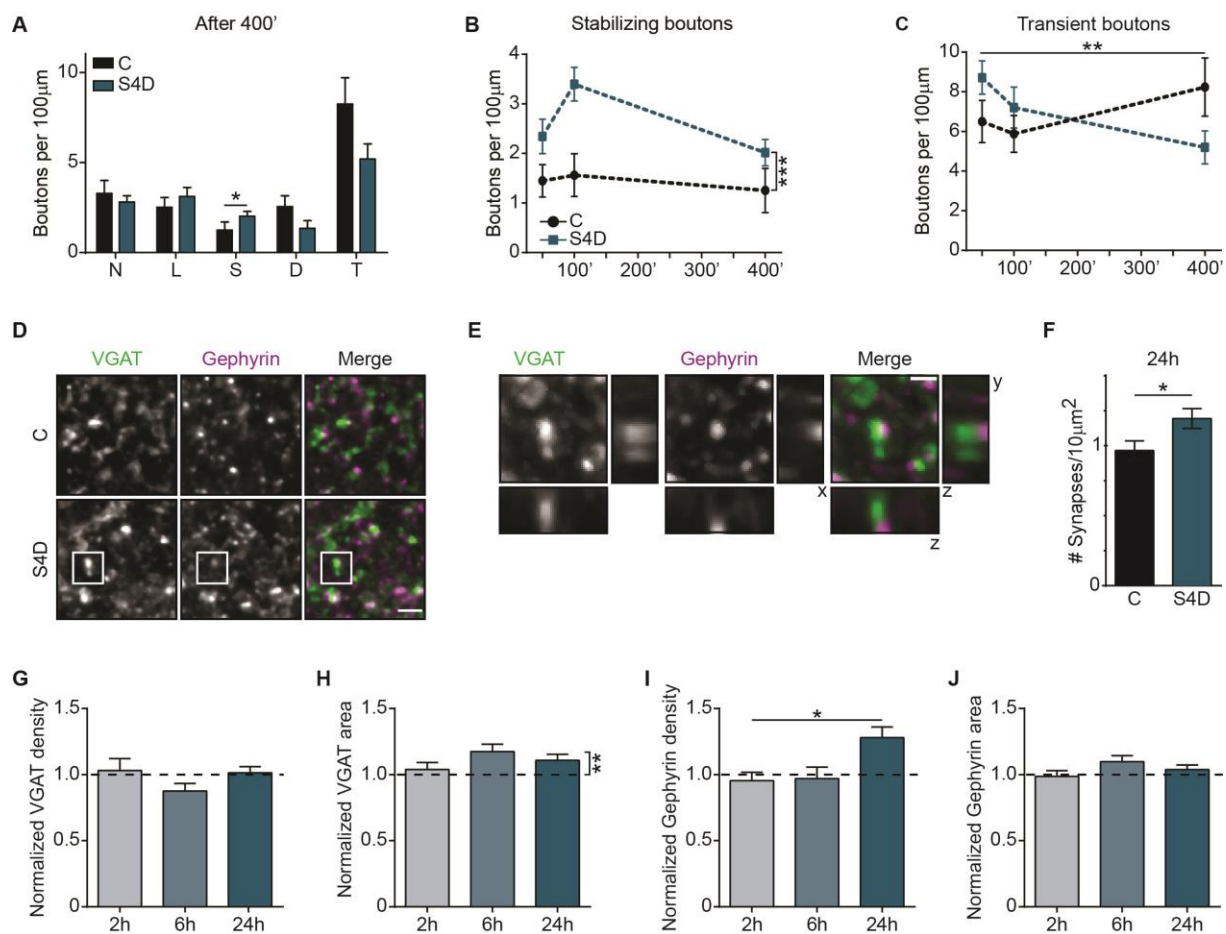 A
After 400'
Boutons per 100μm
10
5
0
C
S4D
*
N L S D T
B
Stabilizing boutons
Boutons per 100μm
4
3
2
1
0
***
C
S4D
100' 200' 300' 400'
C
Transient boutons
Boutons per 100μm
10
8
6
4
2
0
**
100' 200' 300' 400'
D
VGAT Gephyrin Merge
C
S4D
E
VGAT Gephyrin Merge
y
x z
z
F
24h
*
# Synapses/10μm2
1
0
C S4D
G
Normalized VGAT density
1.5
1.0
0.5
0
2h 6h 24h
H
Normalized VGAT area
1.5
1.0
0.5
0
**
2h 6h 24h
I
Normalized Gephyrin density
1.5
1.0
0.5
0
*
2h 6h 24h
J
Normalized Gephyrin area
1.5
1.0
0.5
0
2h 6h 24h